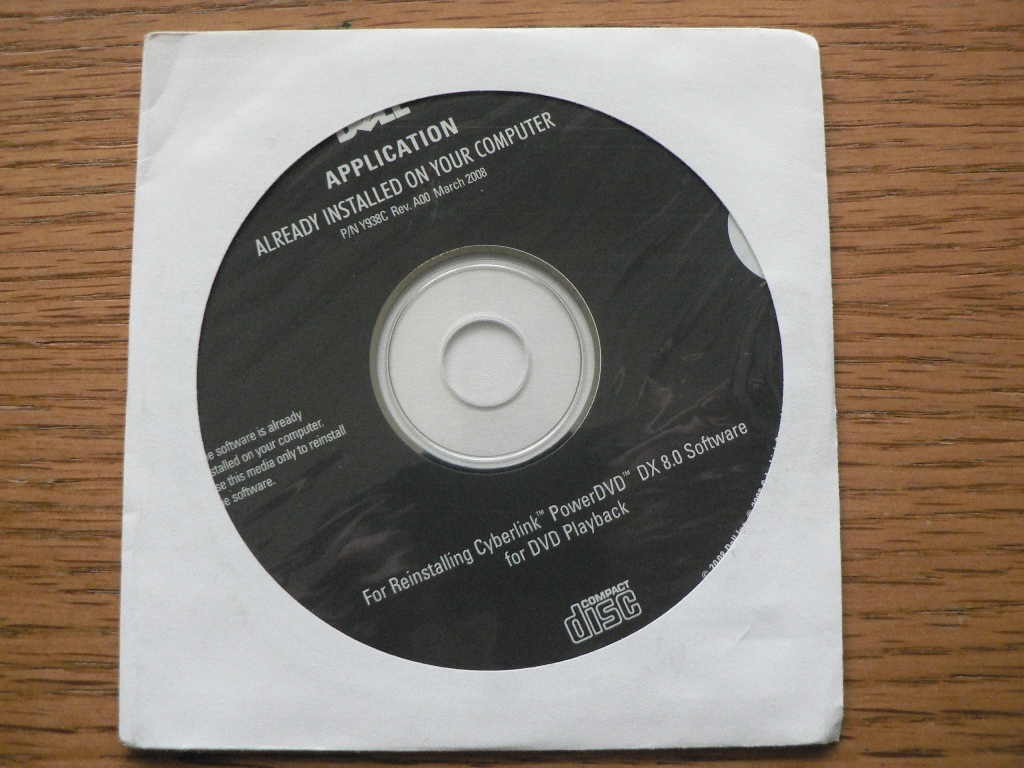 DELL
APPLICATION
ALREADY INSTALLED ON YOUR COMPUTER
P/N Y938C Rev. A00 March 2008
e software is already
stalled on your computer.
se this media only to reinstall
e software.
For Reinstalling Cyberlink™ PowerDVD™ DX 8.0 Software
for DVD Playback
COMPACT
disc
© 2008 Dell